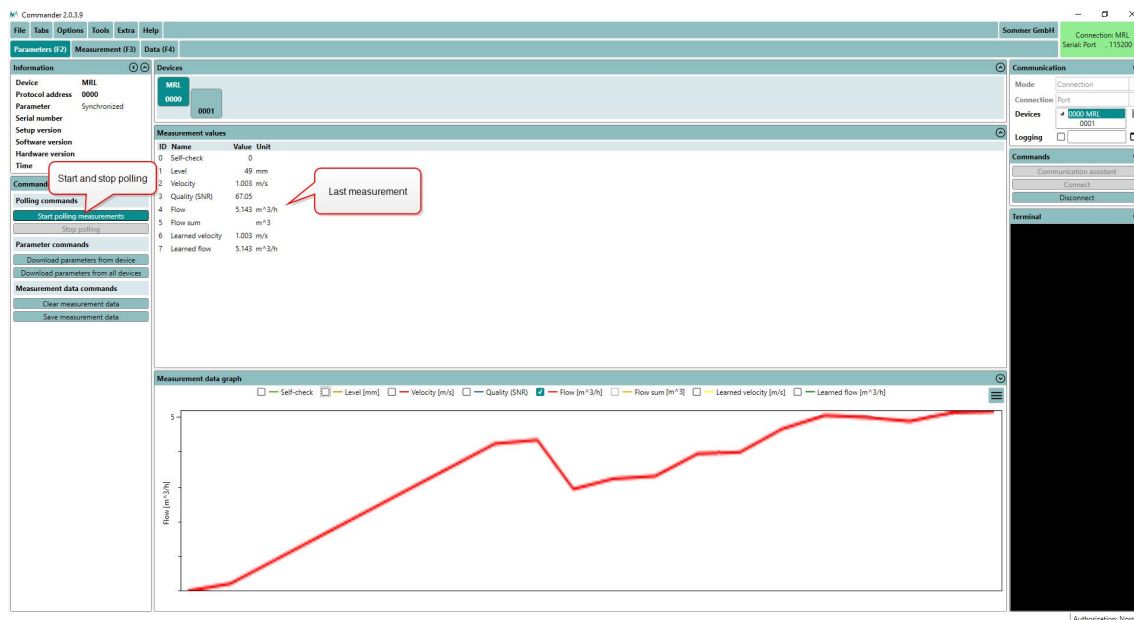 Commander 2.0.3.9
File Tabs Options Tools Extra Help
Sommer GmbH
Connection: MRL
Serial: Port , 115200
Parameters (F2) Measurement (F3) Data (F4)
Information
Device MRL
Protocol address 0000
Parameter Synchronized
Serial number
Setup version
Software version
Hardware version
Time
Start and stop polling
Command
Polling commands
Start polling measurements
Stop polling
Parameter commands
Download parameters from device
Download parameters from all devices
Measurement data commands
Clear measurement data
Save measurement data
Devices
MRL
0000
0001
Measurement values
ID Name Value Unit
0 Self-check 0
1 Level 49 mm
2 Velocity 1.003 m/s
3 Quality (SNR) 67.05
4 Flow 5.143 m^3/h
5 Flow sum m^3
6 Learned velocity 1.003 m/s
7 Learned flow 5.143 m^3/h
Last measurement
Measurement data graph
Self-check Level [mm] Velocity [m/s] Quality (SNR) Flow [m^3/h] Flow sum [m^3] Learned velocity [m/s] Learned flow [m^3/h]
5
Flow [m^3/h]
Communication
Mode Connection
Connection Port
Devices 0000 MRL
0001
Logging
Commands
Communication assistant
Connect
Disconnect
Terminal